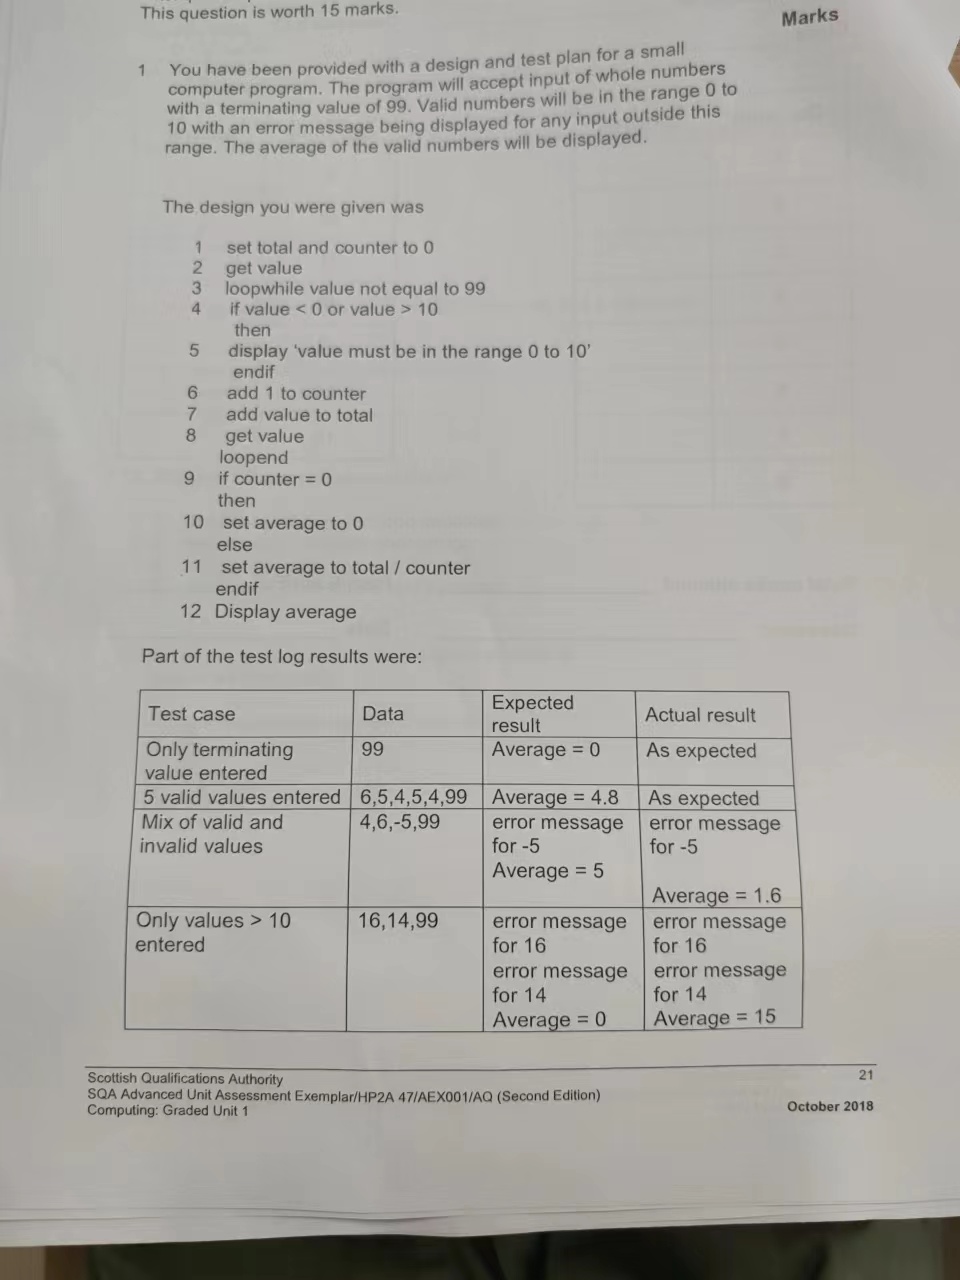 This question is worth 15 marks.
Marks
1 You have been provided with a design and test plan for a small
computer program. The program will accept input of whole numbers
with a terminating value of 99. Valid numbers will be in the range 0 to
10 with an error message being displayed for any input outside this
range. The average of the valid numbers will be displayed.
The design you were given was
1 set total and counter to 0
2 get value
3 loopwhile value not equal to 99
4 if value < 0 or value > 10
then
5 display 'value must be in the range 0 to 10'
endif
6 add 1 to counter
7 add value to total
8 get value
loopend
9 if counter = 0
then
10 set average to 0
else
11 set average to total / counter
endif
12 Display average
Part of the test log results were:
Test case Data Expected result Actual result
Only terminating value entered 99 Average = 0 As expected
5 valid values entered 6,5,4,5,4,99 Average = 4.8 As expected
Mix of valid and invalid values 4,6,-5,99 error message for -5 Average = 5 error message for -5 Average = 1.6
Only values > 10 entered 16,14,99 error message for 16 error message for 14 Average = 0 error message for 16 error message for 14 Average = 15
Scottish Qualifications Authority 21
SQA Advanced Unit Assessment Exemplar/HP2A 47/AEX001/AQ (Second Edition)
Computing: Graded Unit 1 October 2018